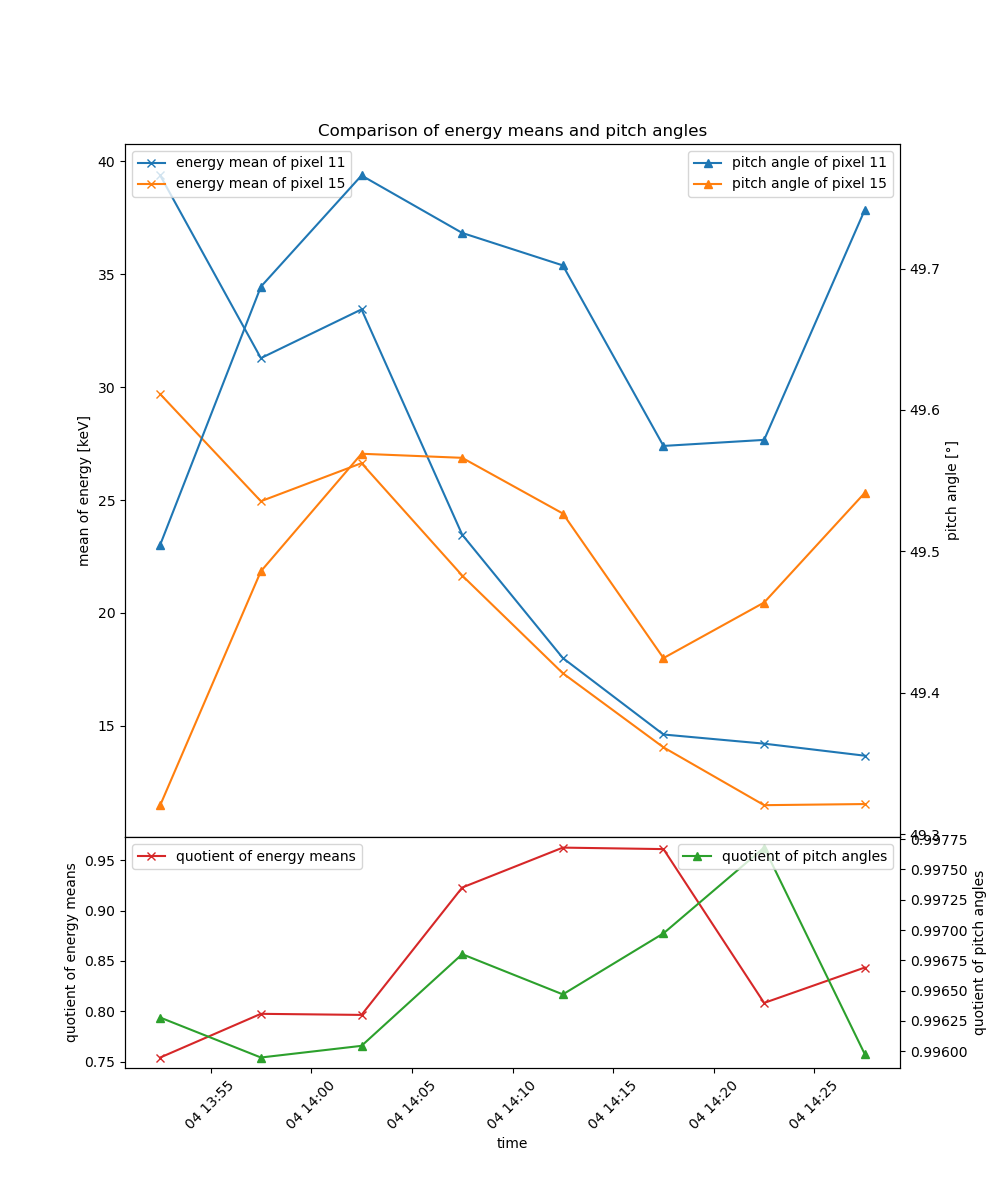 Comparison of energy means and pitch angles
energy mean of pixel 11
energy mean of pixel 15
pitch angle of pixel 11
pitch angle of pixel 15
40
35
30
25
20
15
mean of energy [keV]
49.7
49.6
49.5
49.4
49.3
pitch angle [°]
quotient of energy means
quotient of pitch angles
0.95
0.90
0.85
0.80
0.75
quotient of energy means
0.99775
0.99750
0.99725
0.99700
0.99675
0.99650
0.99625
0.99600
quotient of pitch angles
04 13:55
04 14:00
04 14:05
04 14:10
04 14:15
04 14:20
04 14:25
time